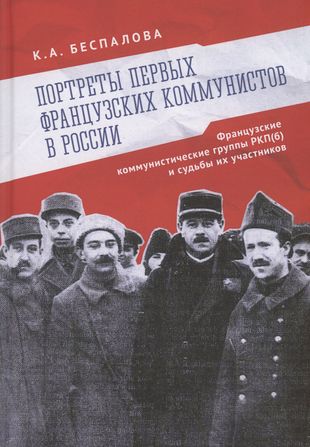 К.А. БЕСПАЛОВА
ПОРТРЕТЫ ПЕРВЫХ
ФРАНЦУЗСКИХ КОММУНИСТОВ
В РОССИИ
Французские
коммунистические группы РКП(б)
и судьбы их участников